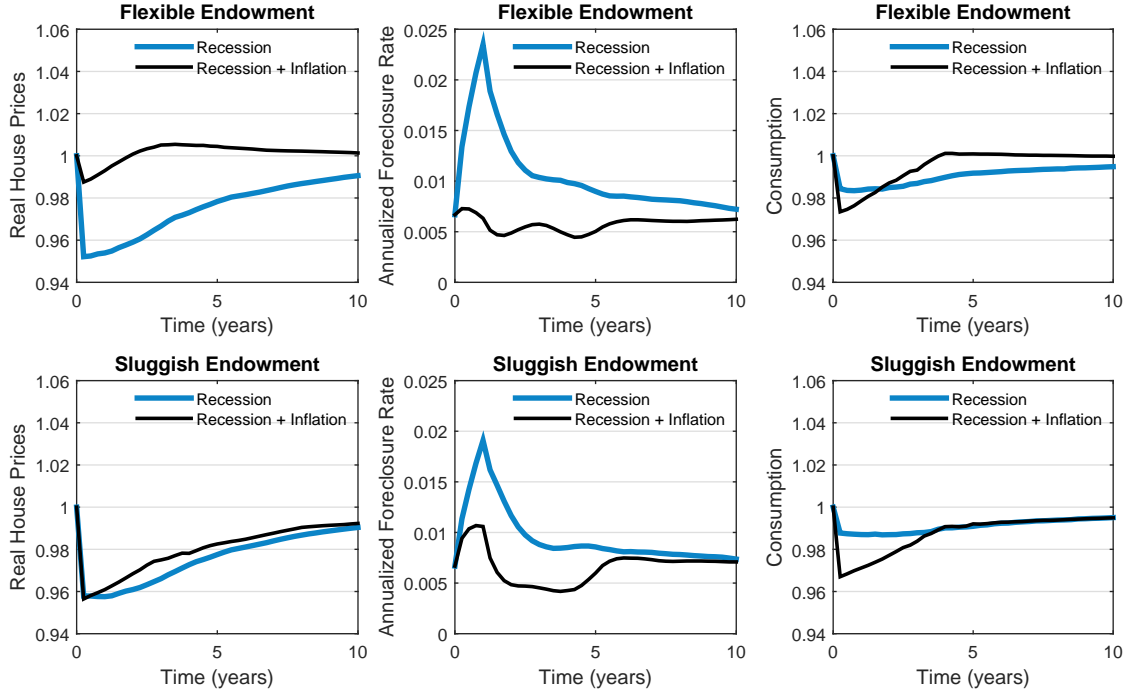 Flexible Endowment
Real House Prices
1.06
1.04
1.02
1
0.98
0.96
0.94
Recession
Recession + Inflation
0
5
10
Time (years)
Flexible Endowment
Annualized Foreclosure Rate
0.025
0.02
0.015
0.01
0.005
0
Recession
Recession + Inflation
0
5
10
Time (years)
Flexible Endowment
Consumption
1.06
1.04
1.02
1
0.98
0.96
0.94
Recession
Recession + Inflation
0
5
10
Time (years)
Sluggish Endowment
Real House Prices
1.06
1.04
1.02
1
0.98
0.96
0.94
Recession
Recession + Inflation
0
5
10
Time (years)
Sluggish Endowment
Annualized Foreclosure Rate
0.025
0.02
0.015
0.01
0.005
0
Recession
Recession + Inflation
0
5
10
Time (years)
Sluggish Endowment
Consumption
1.06
1.04
1.02
1
0.98
0.96
0.94
Recession
Recession + Inflation
0
5
10
Time (years)